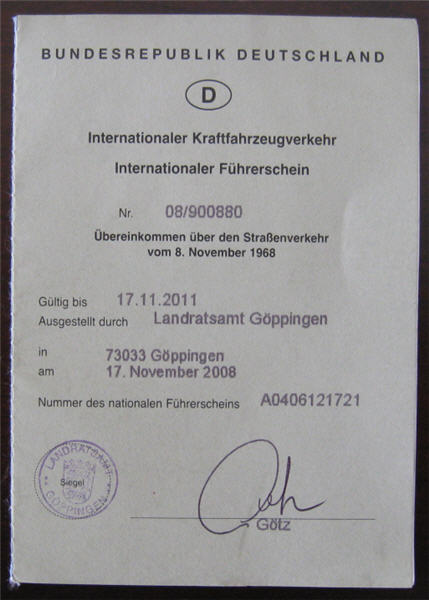 BUNDESREPUBLIK DEUTSCHLAND
D
Internationaler Kraftfahrzeugverkehr
Internationaler Führerschein
Nr. 08/900880
Übereinkommen über den Straßenverkehr
vom 8. November 1968
Gültig bis 17.11.2011
Ausgestellt durch Landratsamt Göppingen
in 73033 Göppingen
am 17. November 2008
Nummer des nationalen Führerscheins A0406121721
LANDRATSAMT
Siegel
GÖPPINGEN
Götz